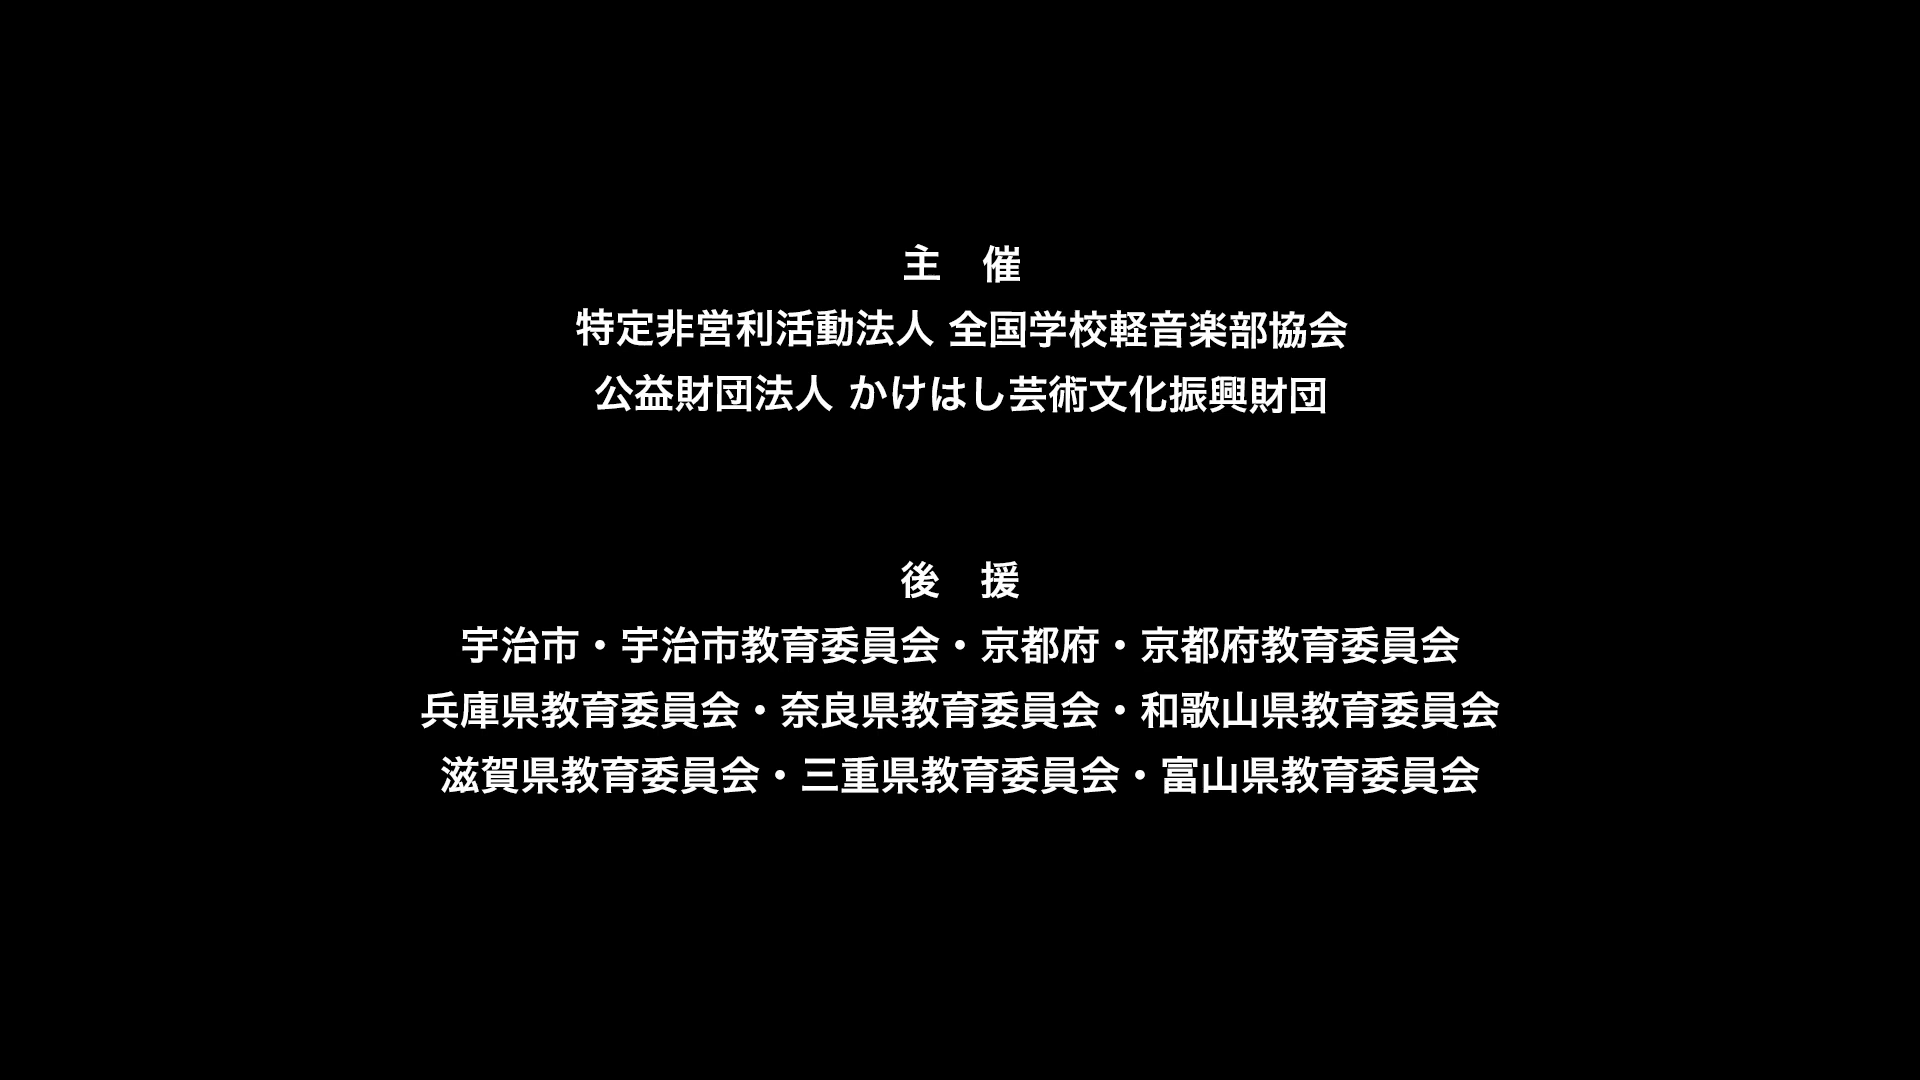 主　催
特定非営利活動法人 全国学校軽音楽部協会
公益財団法人 かけはし芸術文化振興財団
後　援
宇治市・宇治市教育委員会・京都府・京都府教育委員会
兵庫県教育委員会・奈良県教育委員会・和歌山県教育委員会
滋賀県教育委員会・三重県教育委員会・富山県教育委員会